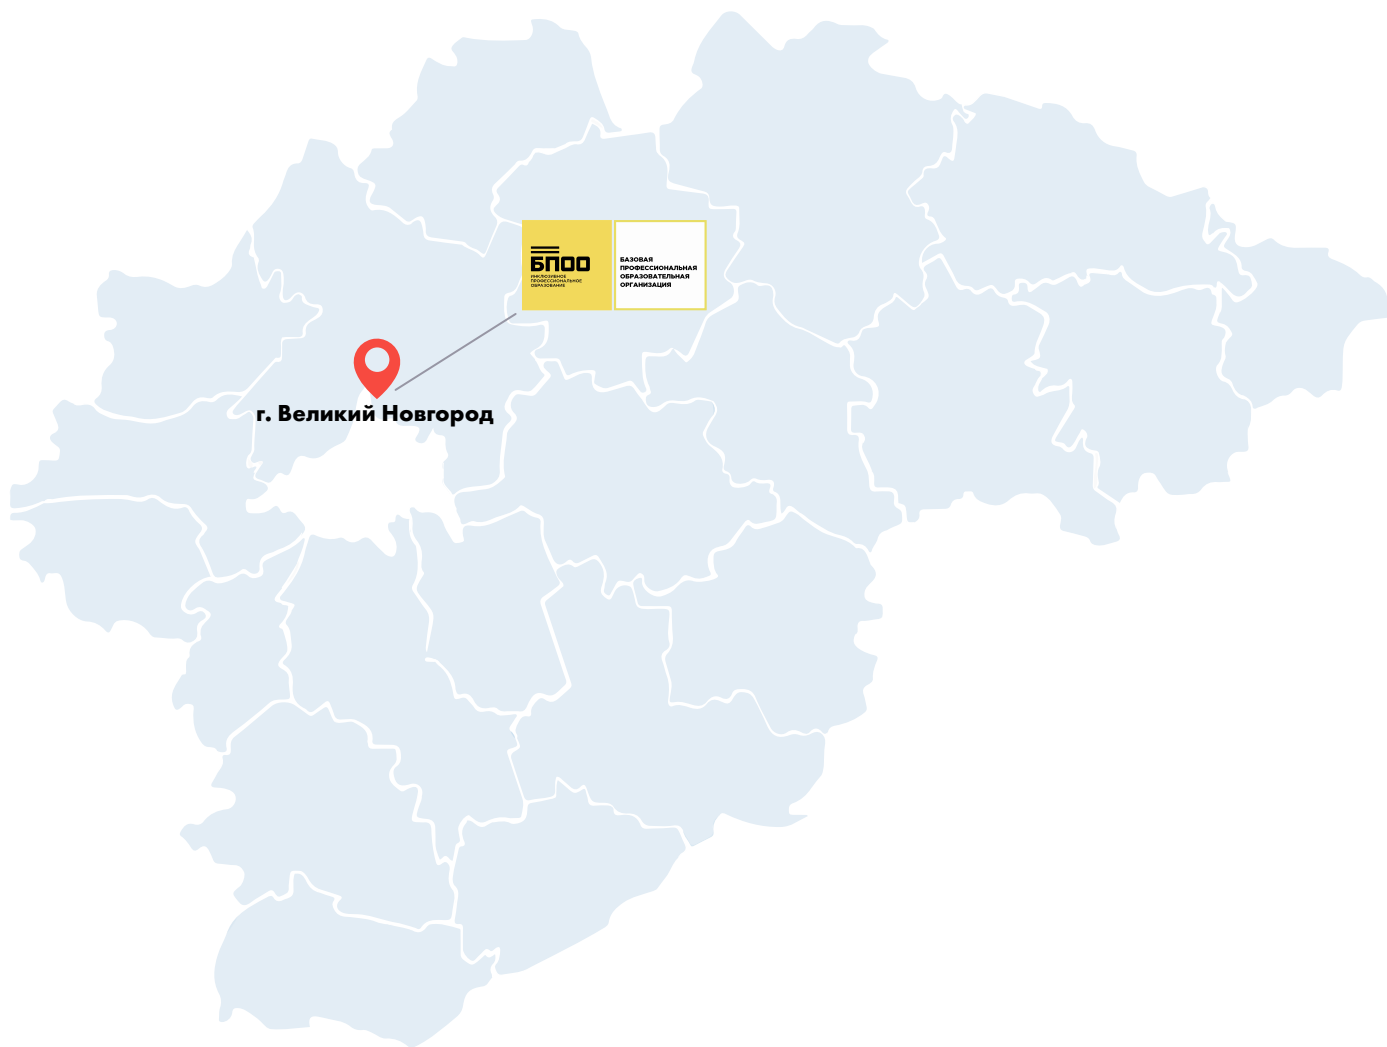 БПОО
ИНКЛЮЗИВНОЕ
ПРОФЕССИОНАЛЬНОЕ
ОБРАЗОВАНИЕ
БАЗОВАЯ
ПРОФЕССИОНАЛЬНАЯ
ОБРАЗОВАТЕЛЬНАЯ
ОРГАНИЗАЦИЯ
г. Великий Новгород